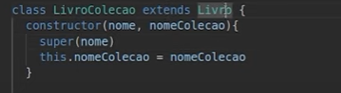 class LivroColecao extends Livro {
constructor(nome, nomeColecao){
super(nome)
this.nomeColecao = nomeColecao
}